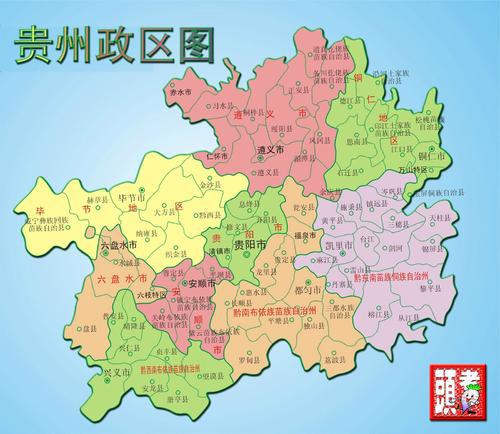 贵州政区图
道真仡佬族
自治县
务川仡佬族
自治县
沿河土家族
自治县
铜仁地区
赤水市
习水县
桐梓县
正安县
德江县
印江土家族
苗族自治县
松桃苗族
自治县
遵义市
绥阳县
凤冈县
思南县
江口县
仁怀市
遵义市
湄潭县
铜仁市
万山特区
遵义县
石阡县
金沙县
余庆县
玉屏侗族自治县
毕节地区
赫章县
毕节市
大方县
黔西县
息烽县
开阳县
瓮安县
施秉县
镇远县
岑巩县
威宁彝族回族
苗族自治县
修文县
黄平县
三穗县
天柱县
纳雍县
贵阳市
福泉市
台江
剑河
锦屏县
六盘水市
织金县
清镇市
贵阳市
凯里市
水城县
普定县
平坝县
龙里县
贵定县
麻江县
雷山县
黔东南苗族侗族自治州
六盘水市
安顺市
安顺市
都匀市
丹寨县
黎平县
六枝特区
镇宁布依族
苗族自治县
惠水县
长顺县
三都水族
自治县
榕江县
从江县
普安县
晴隆县
关岭布依族
苗族自治县
紫云苗族布依族
自治县
黔南布依族苗族自治州
平塘县
独山县
盘县
兴仁县
贞丰县
罗甸县
荔波县
黔西南布依族苗族自治州
兴义市
安龙县
望谟县
册亨县